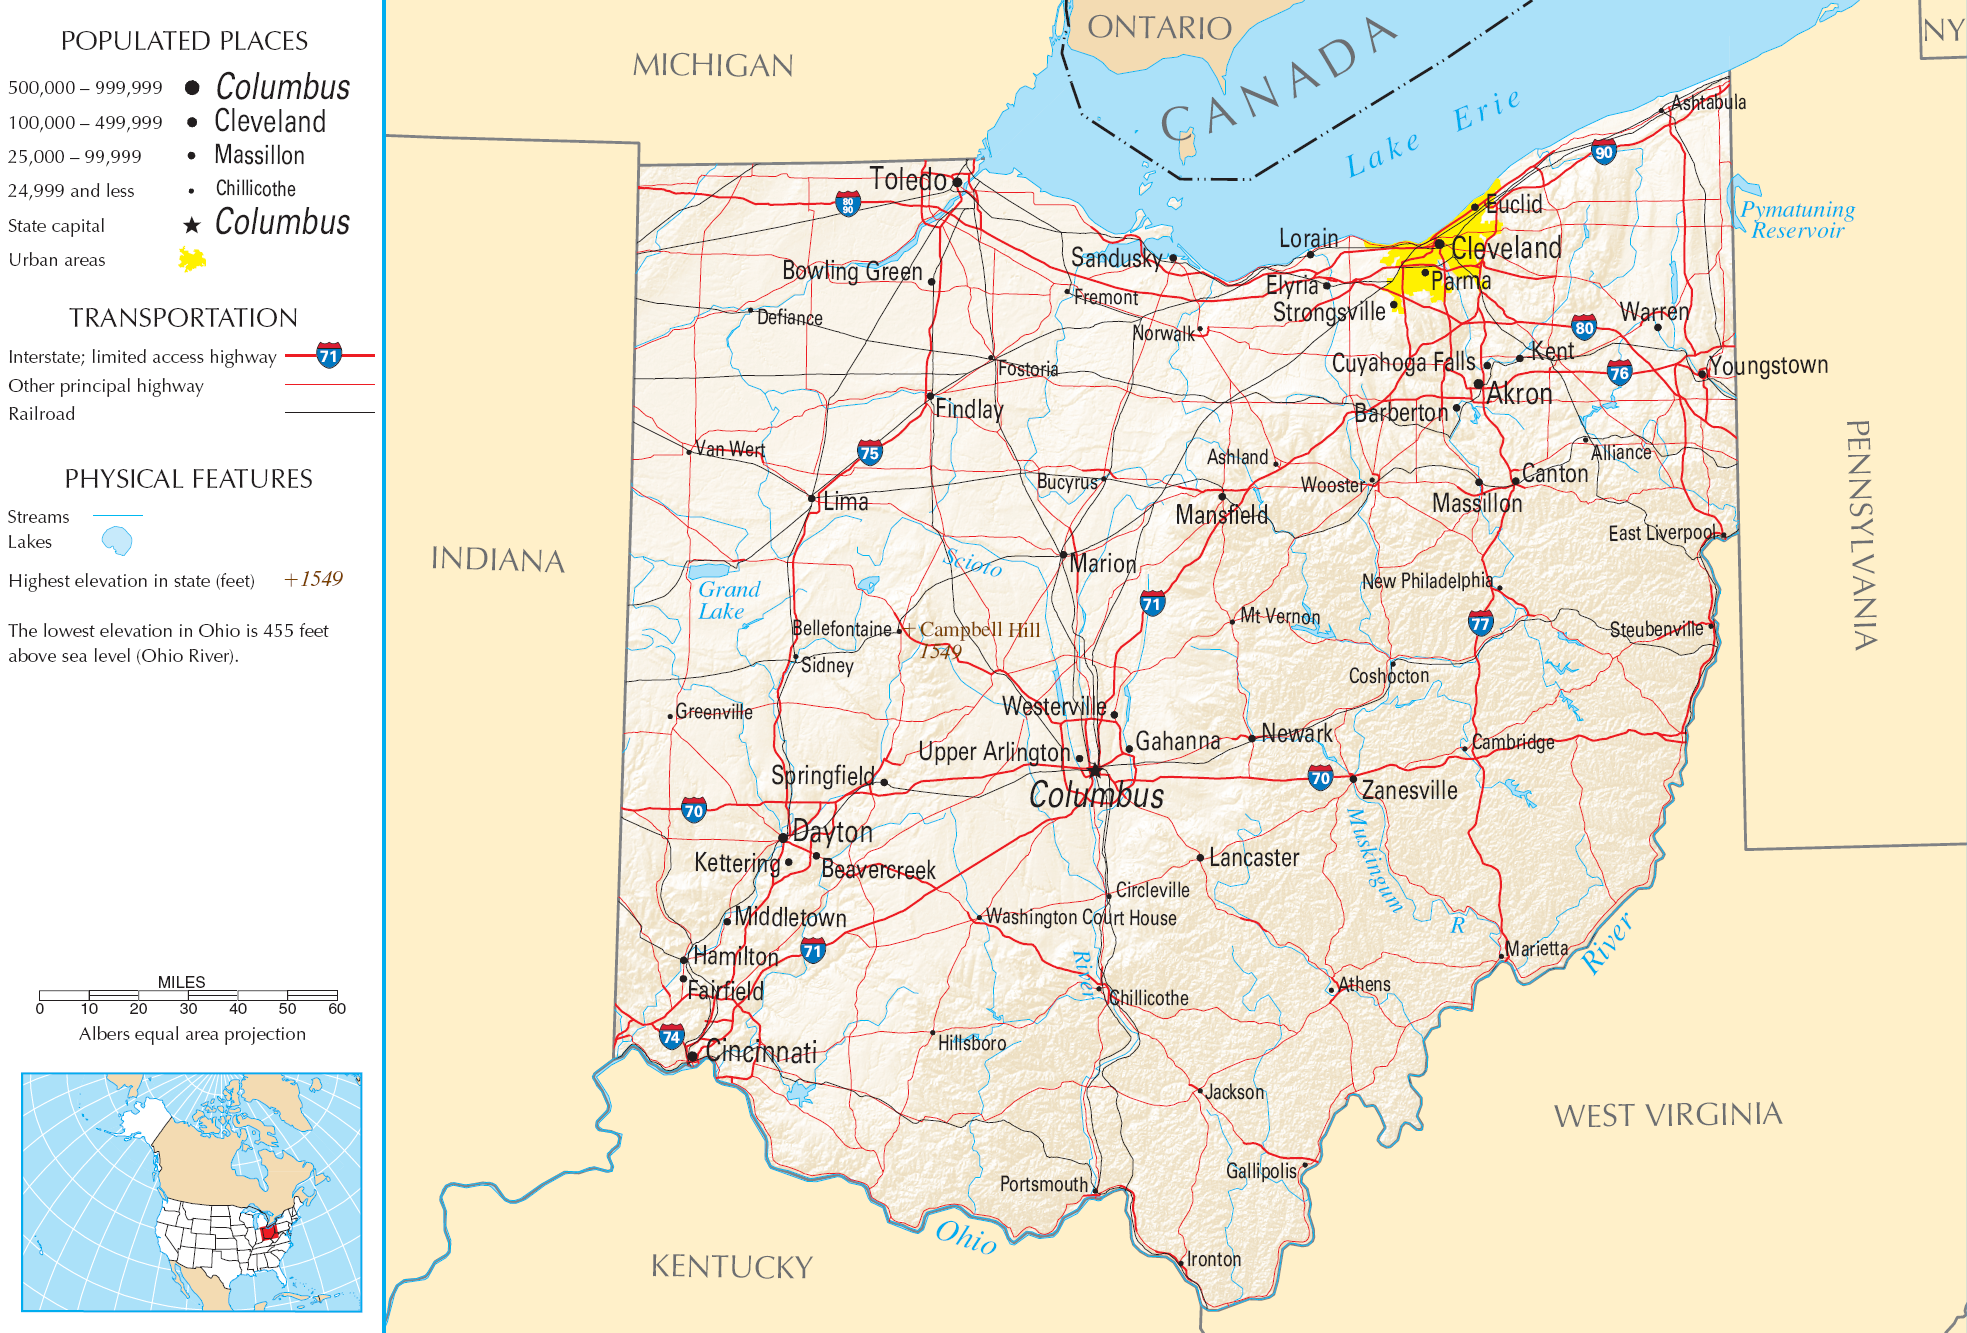 POPULATED PLACES
500,000 – 999,999 Columbus
100,000 – 499,999 Cleveland
25,000 – 99,999 Massillon
24,999 and less Chillicothe
State capital Columbus
Urban areas
TRANSPORTATION
Interstate; limited access highway 71
Other principal highway
Railroad
PHYSICAL FEATURES
Streams
Lakes
Highest elevation in state (feet) +1549
The lowest elevation in Ohio is 455 feet
above sea level (Ohio River).
MILES
0 10 20 30 40 50 60
Albers equal area projection
ONTARIO
NY
MICHIGAN
CANADA
Lake Erie
Ashtabula
90
Toledo
80
90
Euclid
Pymatuning
Reservoir
Lorain
Cleveland
Sandusky
Bowling Green
Parma
Elyria
Fremont
Strongsville
Warren
Defiance
Norwalk
80
Kent
Cuyahoga Falls
Youngstown
Fostoria
76
Akron
Findlay
Barberton
Van Wert
75
Ashland
Alliance
Bucyrus
Wooster
Canton
Lima
Massillon
Mansfield
PENNSYLVANIA
East Liverpool
INDIANA
Scioto
Marion
New Philadelphia
Grand
Lake
71
Mt Vernon
77
Bellefontaine
+ Campbell Hill
1549
Steubenville
Sidney
Coshocton
Greenville
Westerville
Newark
Gahanna
Cambridge
Upper Arlington
Springfield
70
Columbus
Zanesville
70
Dayton
Muskingum
Kettering
Beavercreek
Lancaster
Circleville
Middletown
Washington Court House
R
71
Hamilton
Marietta
River
River
Fairfield
Athens
Chillicothe
74
Cincinnati
Hillsboro
Jackson
WEST VIRGINIA
Gallipolis
Portsmouth
Ohio
KENTUCKY
Ironton